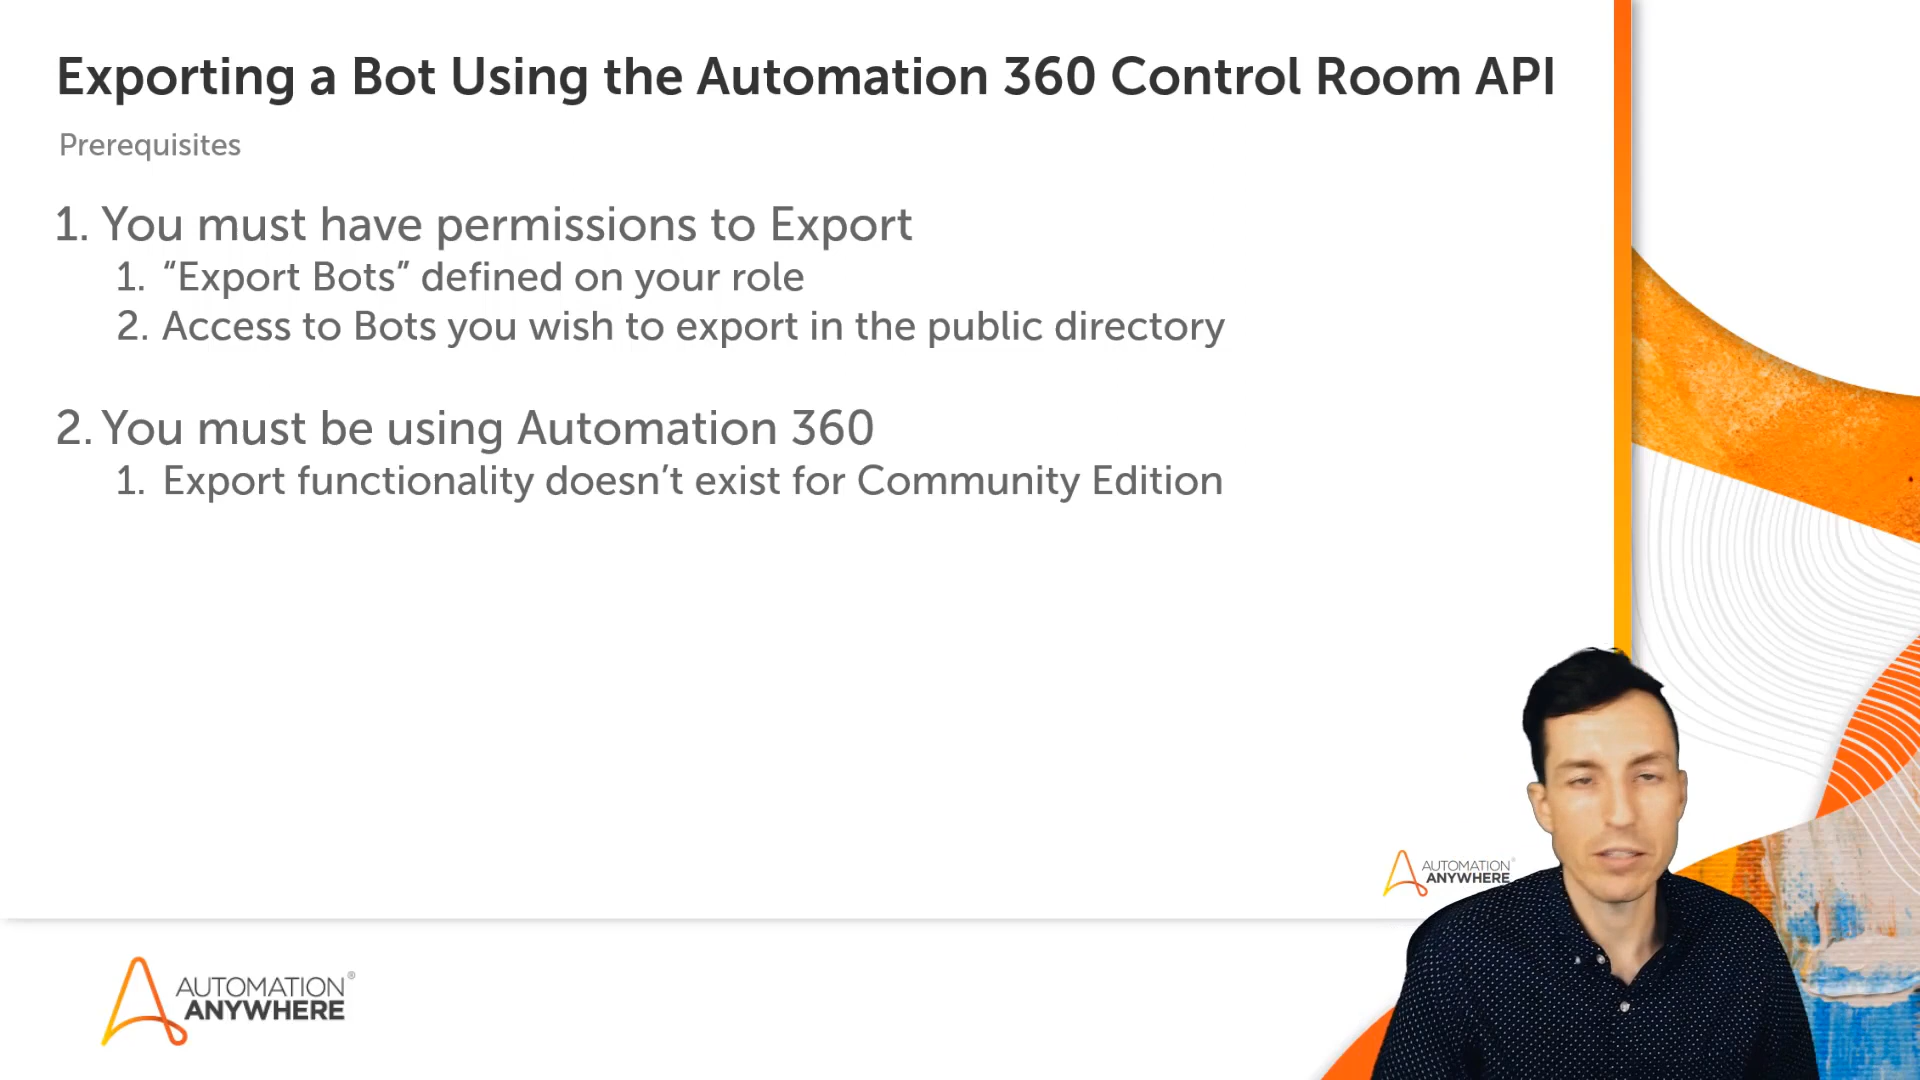 Exporting a Bot Using the Automation 360 Control Room API
Prerequisites
1. You must have permissions to Export
1. “Export Bots” defined on your role
2. Access to Bots you wish to export in the public directory
2. You must be using Automation 360
1. Export functionality doesn’t exist for Community Edition
AUTOMATION
ANYWHERE
AUTOMATION®
ANYWHERE